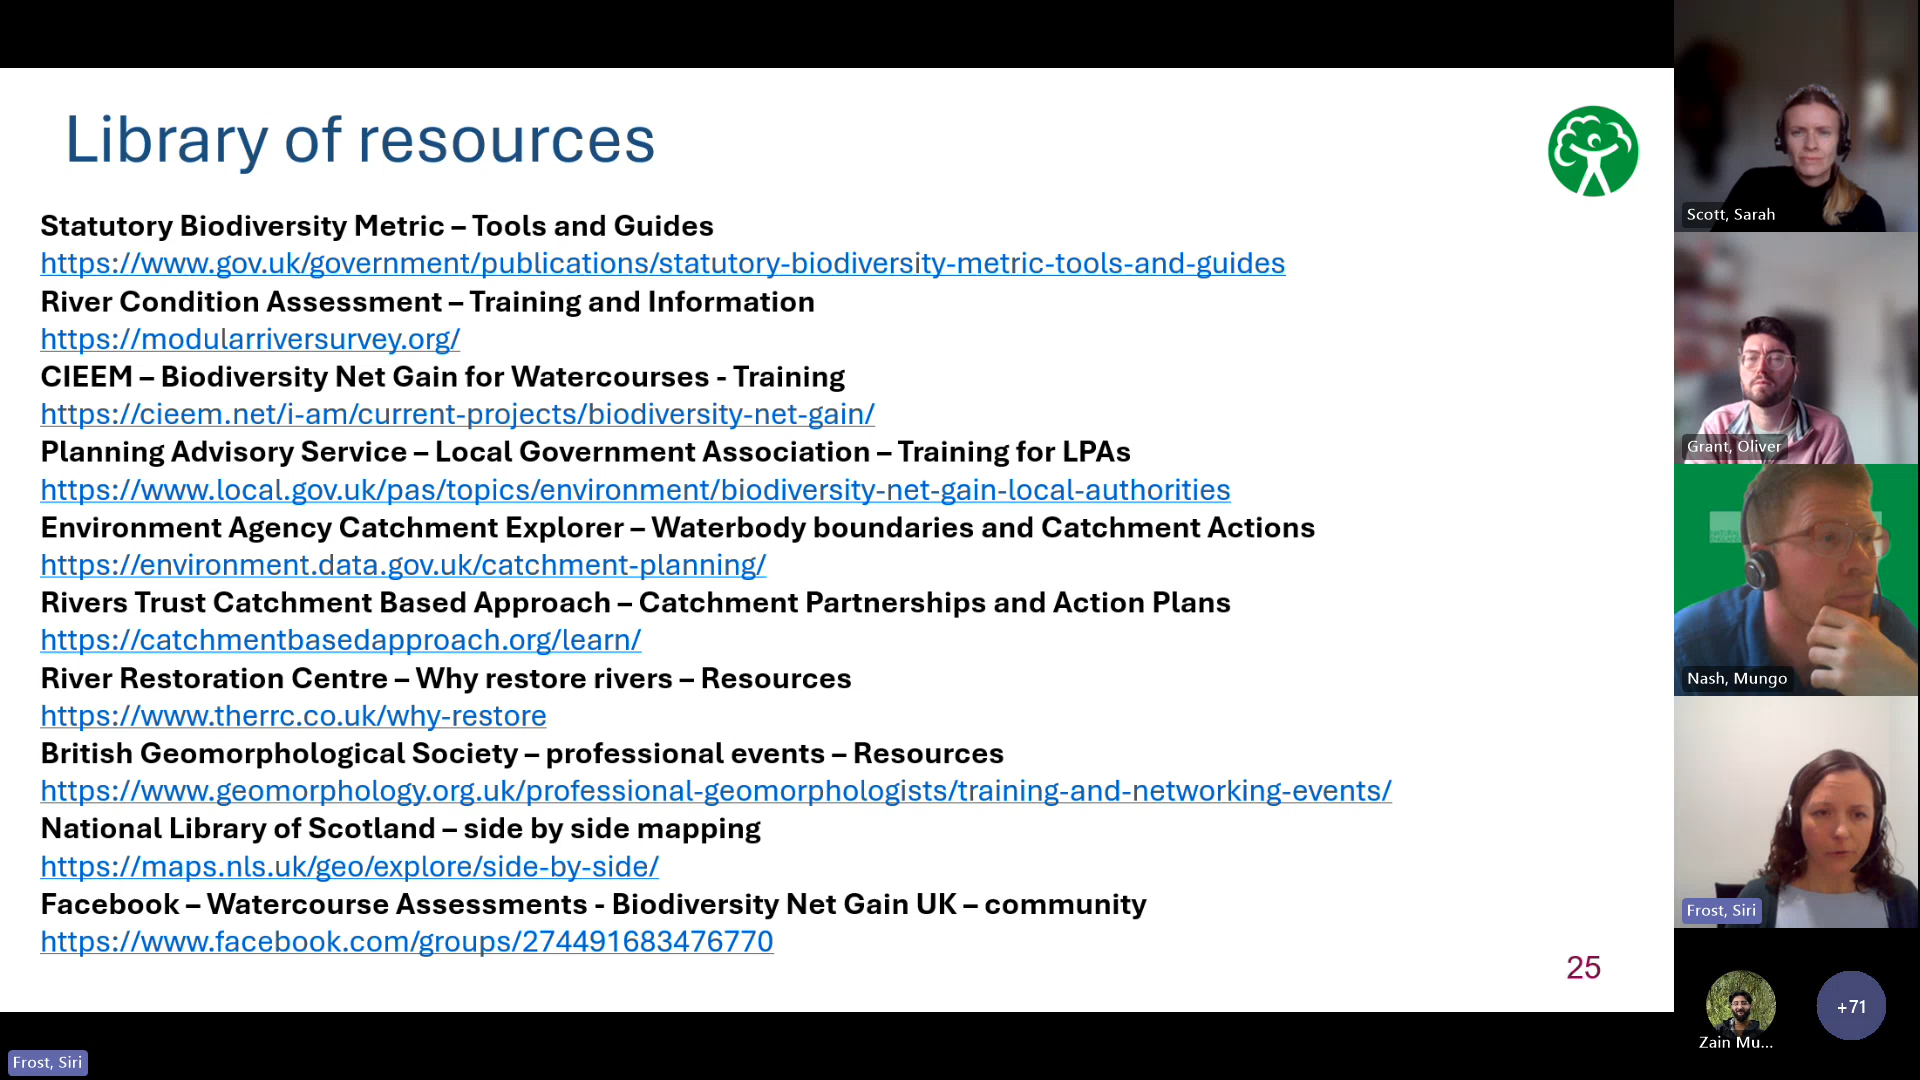 Library of resources
Statutory Biodiversity Metric – Tools and Guides
https://www.gov.uk/government/publications/statutory-biodiversity-metric-tools-and-guides
River Condition Assessment – Training and Information
https://modularriversurvey.org/
CIEEM – Biodiversity Net Gain for Watercourses - Training
https://cieem.net/i-am/current-projects/biodiversity-net-gain/
Planning Advisory Service – Local Government Association – Training for LPAs
https://www.local.gov.uk/pas/topics/environment/biodiversity-net-gain-local-authorities
Environment Agency Catchment Explorer – Waterbody boundaries and Catchment Actions
https://environment.data.gov.uk/catchment-planning/
Rivers Trust Catchment Based Approach – Catchment Partnerships and Action Plans
https://catchmentbasedapproach.org/learn/
River Restoration Centre – Why restore rivers – Resources
https://www.therrc.co.uk/why-restore
British Geomorphological Society – professional events – Resources
https://www.geomorphology.org.uk/professional-geomorphologists/training-and-networking-events/
National Library of Scotland – side by side mapping
https://maps.nls.uk/geo/explore/side-by-side/
Facebook – Watercourse Assessments - Biodiversity Net Gain UK – community
https://www.facebook.com/groups/274491683476770
25
Frost, Siri
Scott, Sarah
Grant, Oliver
Nash, Mungo
Frost, Siri
Zain Mu...
+71